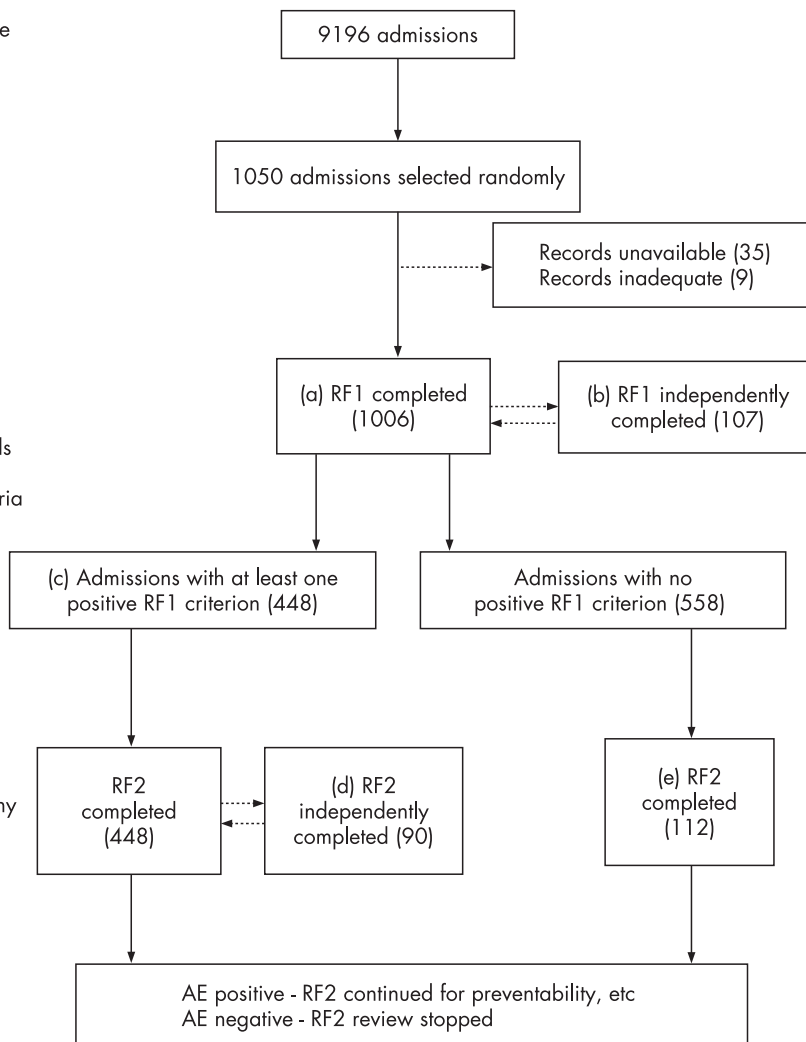 e
9196 admissions
1050 admissions selected randomly
Records unavailable (35)
Records inadequate (9)
(a) RF1 completed
(1006)
(b) RF1 independently
completed (107)
ria
(c) Admissions with at least one
positive RF1 criterion (448)
Admissions with no
positive RF1 criterion (558)
ny
RF2
completed
(448)
(d) RF2
independently
completed (90)
(e) RF2
completed
(112)
AE positive - RF2 continued for preventability, etc
AE negative - RF2 review stopped